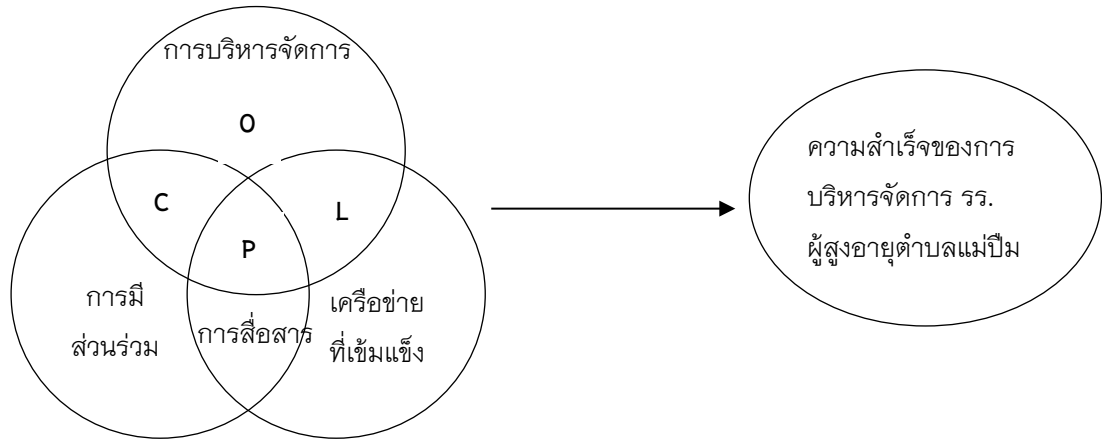 การบริหารจัดการ
O
C
L
P
การมี
ส่วนร่วม
การสื่อสาร
เครือข่าย
ที่เข้มแข็ง
ความสำเร็จของการ
บริหารจัดการ รร.
ผู้สูงอายุตำบลแม่ปืม